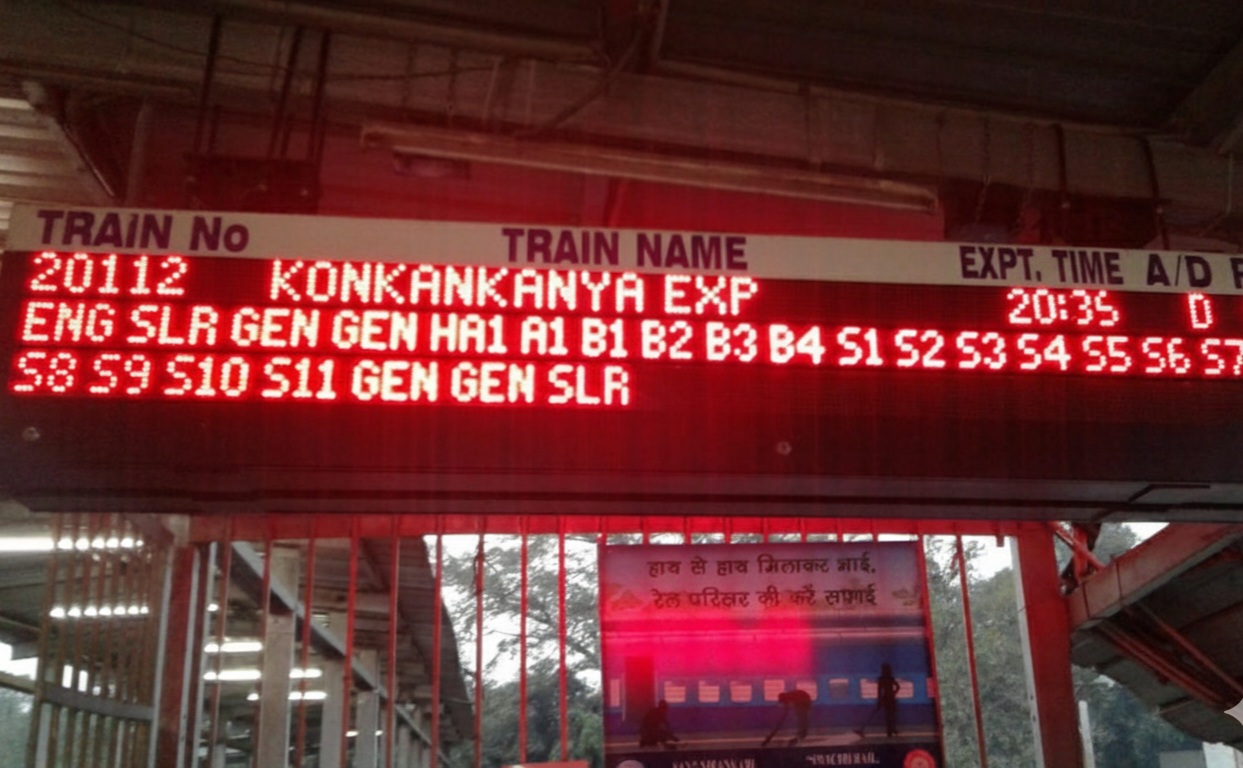 TRAIN No TRAIN NAME EXPT. TIME A/D
20112 KONKANKANYA EXP 20:35 D
ENG SLR GEN GEN HA1 A1 B1 B2 B3 B4 S1 S2 S3 S4 S5 S6 S7
S8 S9 S10 S11 GEN GEN SLR
हाथ से हाथ मिलाकर भाई,
रेल परिसर की करें सफाई